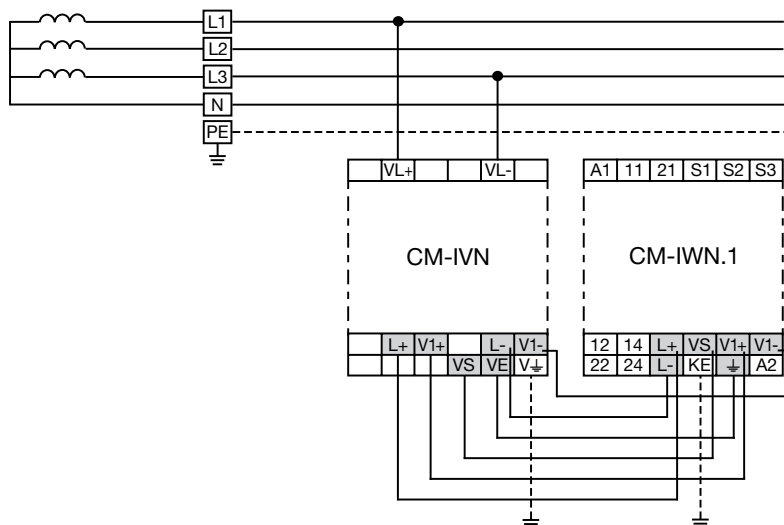 L1
L2
L3
N
PE
VL+ VL-
A1 11 21 S1 S2 S3
CM-IVN
CM-IWN.1
L+ V1+ L- V1-
VS VE V⏚
12 14 L+ VS V1+ V1-
22 24 L- KE ⏚ A2